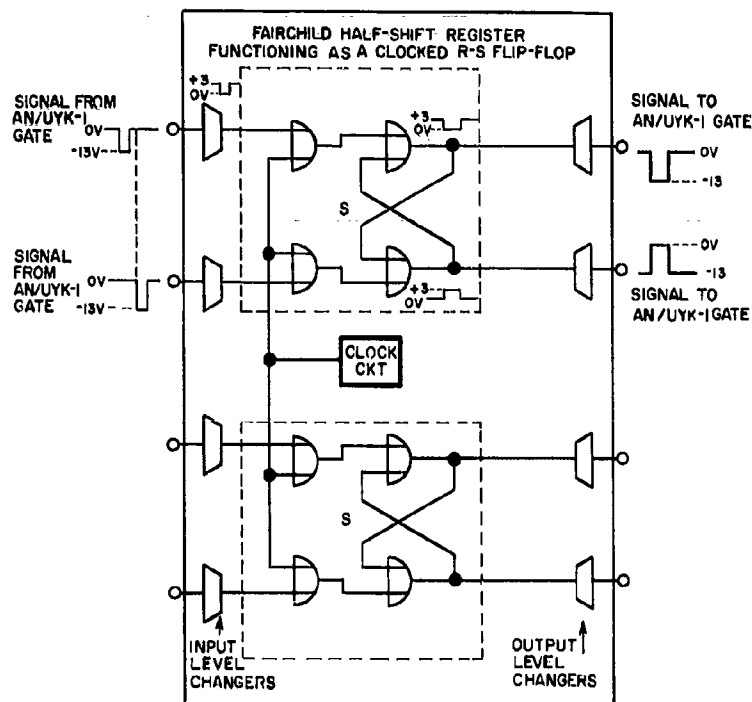 FAIRCHILD HALF-SHIFT REGISTER
FUNCTIONING AS A CLOCKED R-S FLIP-FLOP
SIGNAL FROM
AN/UYK-1
GATE
0V
-13V
+3
0V
+3
0V
SIGNAL TO
AN/UYK-1 GATE
0V
-13
S
SIGNAL
FROM
AN/UYK-1
GATE
0V
-13V
+3
0V
0V
-13
SIGNAL TO
AN/UYK-1 GATE
CLOCK
CKT
S
INPUT
LEVEL
CHANGERS
OUTPUT
LEVEL
CHANGERS